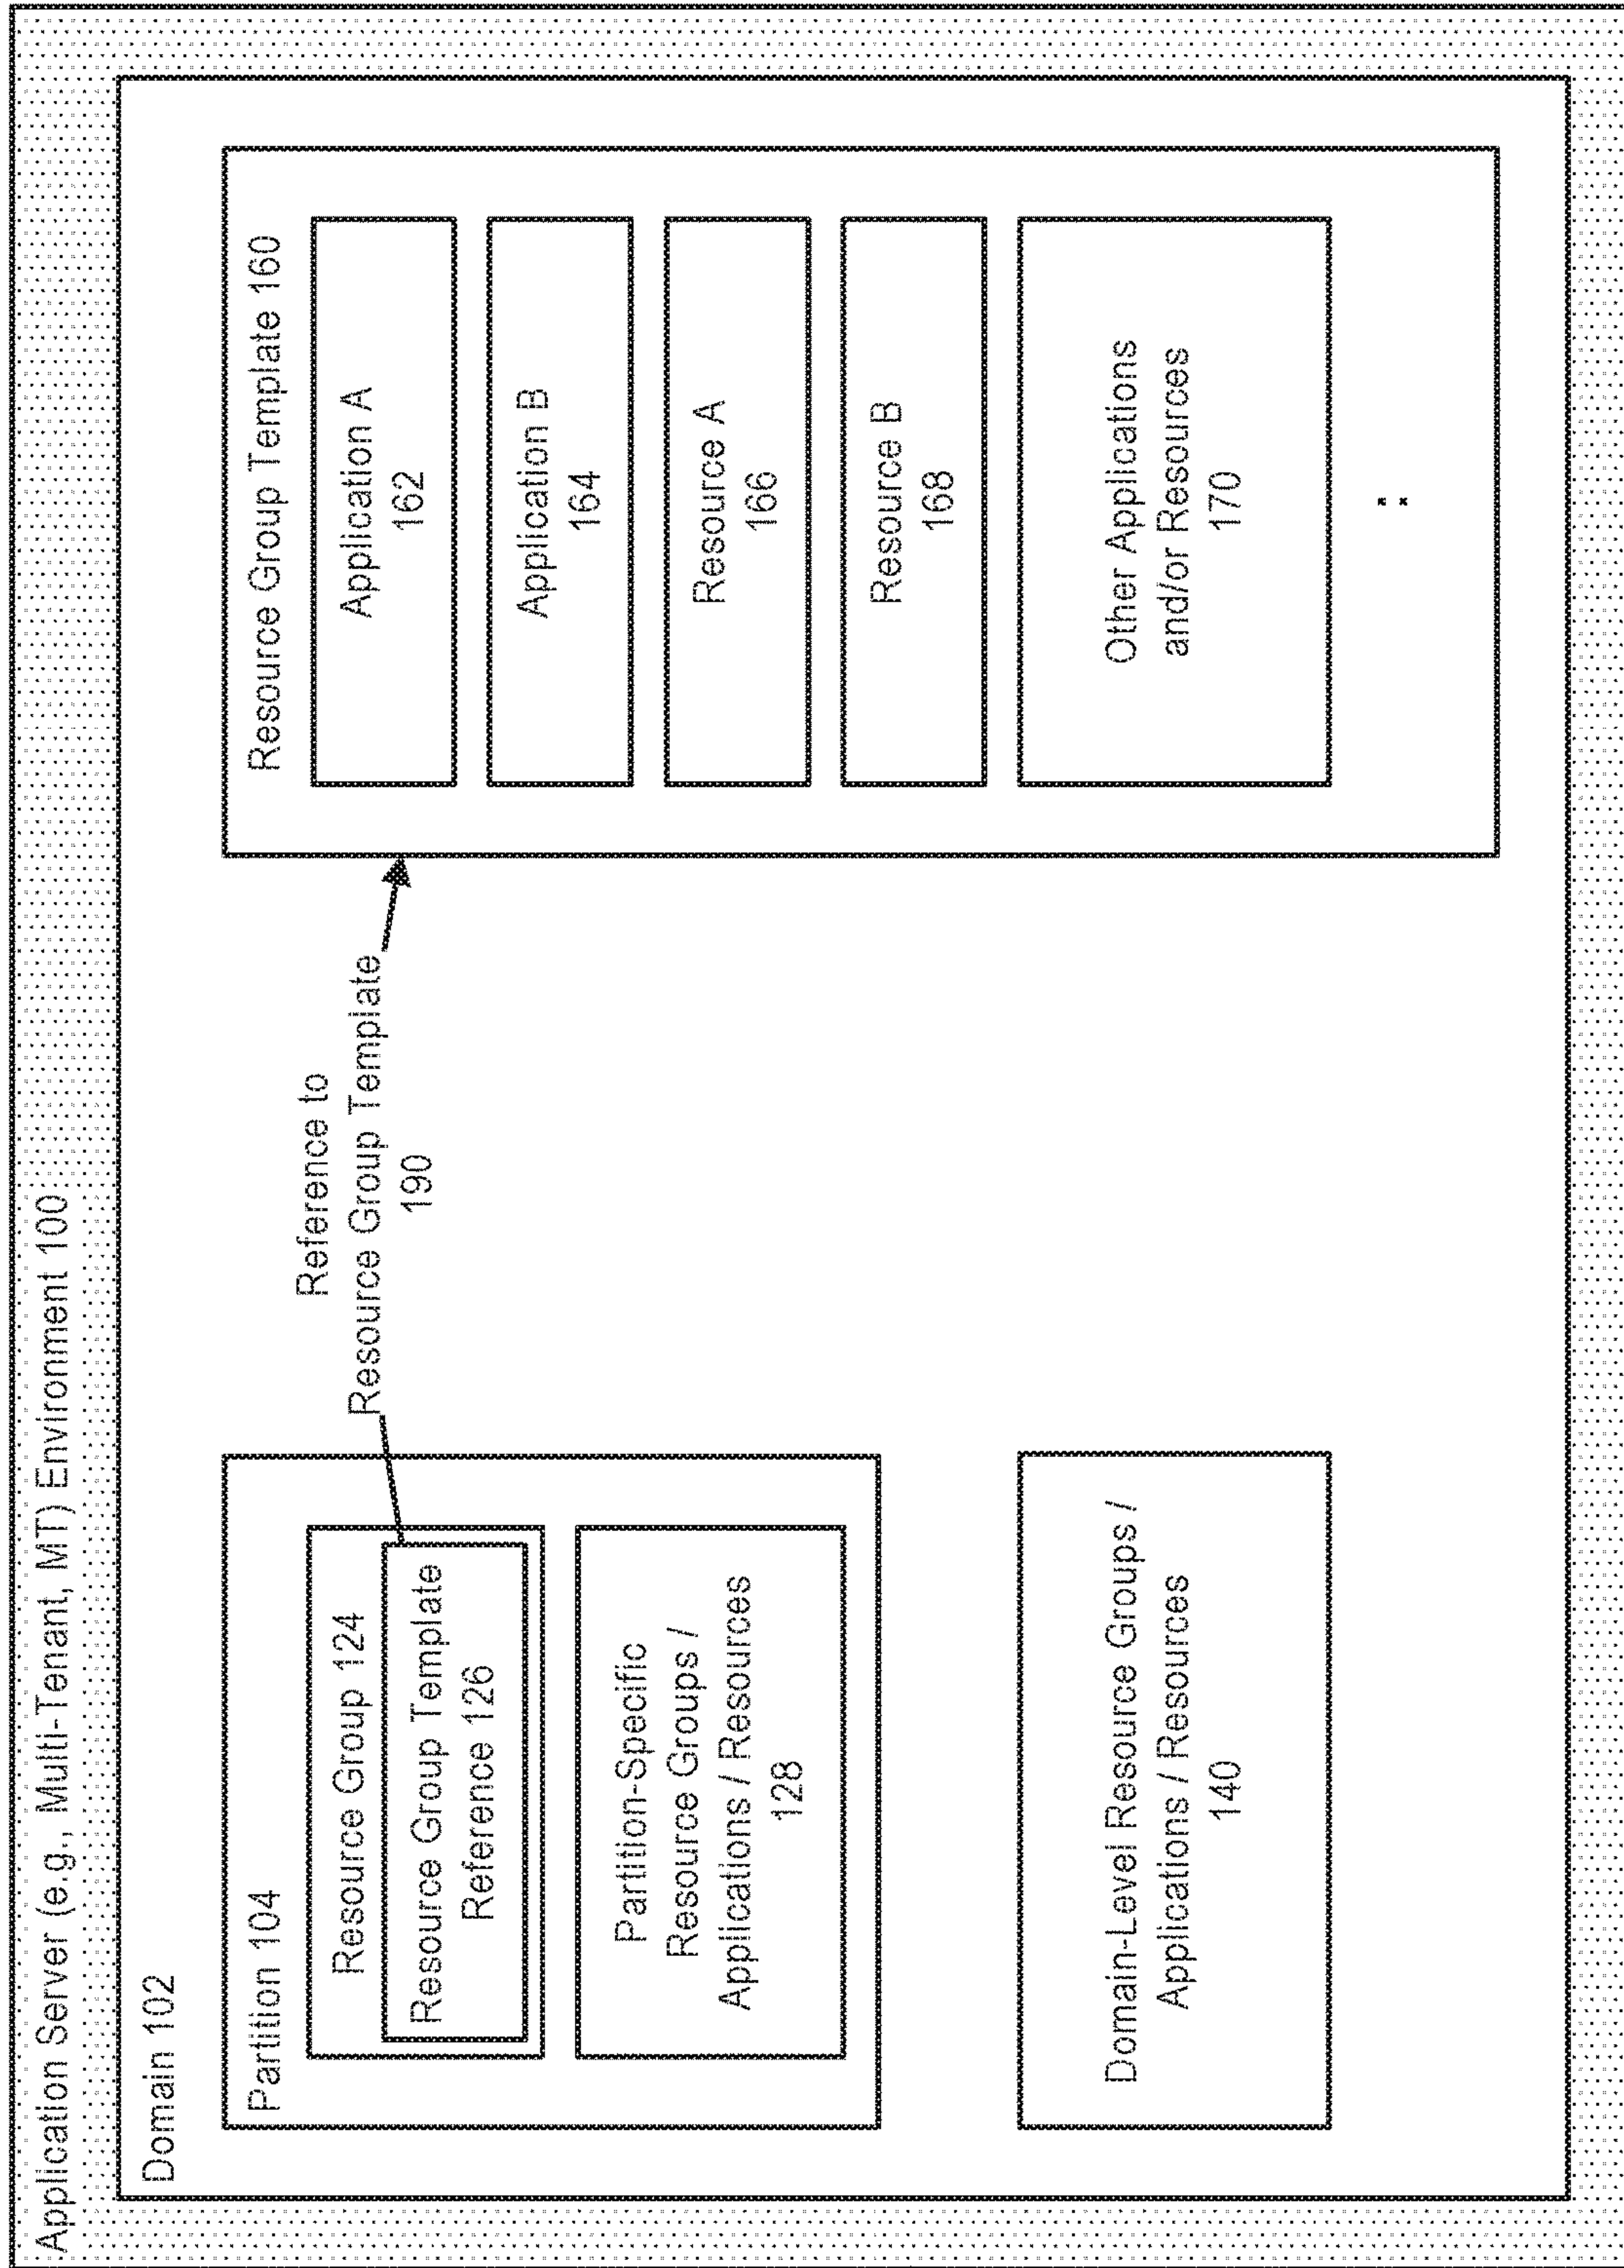 Application Server (e.g., Multi-Tenant, MT) Environment 100
Domain 102
Partition 104
Resource Group 124
Resource Group Template
Reference 126
Partition-Specific
Resource Groups /
Applications / Resources
128
Domain-Level Resource Groups /
Applications / Resources
140
Reference to
Resource Group Template
190
Resource Group Template 160
Application A
162
Application B
164
Resource A
166
Resource B
168
Other Applications
and/or Resources
170